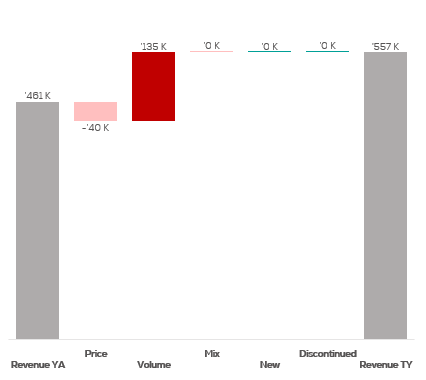 '135 K
'0 K
'0 K
'0 K
'557 K
'461 K
-'40 K
Price
Mix
Discontinued
Revenue YA
Volume
New
Revenue TY